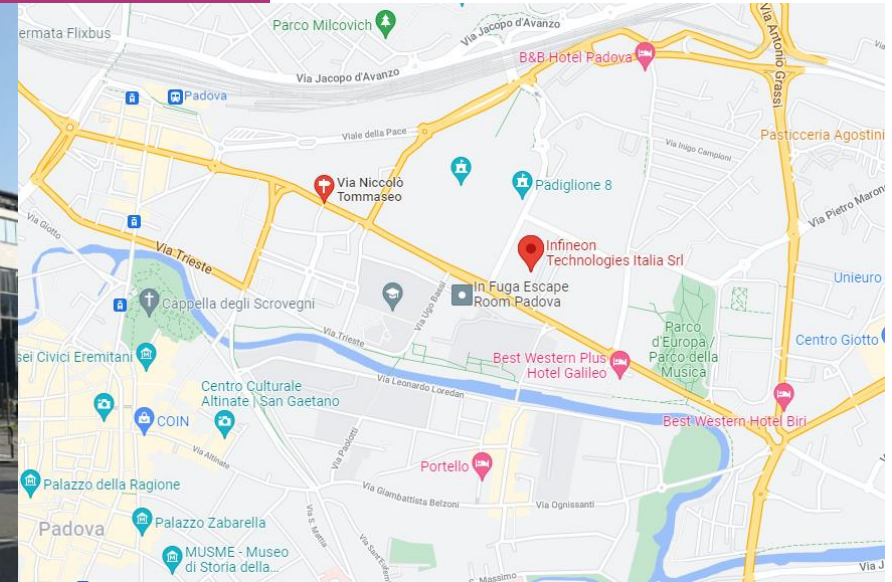 ermata Flixbus
Parco Milcovich
Via Jacopo d'Avanzo
Via Jacopo d'Avanzo
B&B Hotel Padova
Via Antonio Grassi
Padova
Viale della Pace
Via Inigo Campioni
Pasticceria Agostini
Via Niccolò
Tommaseo
Padiglione 8
Via Pietro Maron
Via Giotto
Via Trieste
Infineon
Technologies Italia Srl
Unieuro
Cappella degli Scrovegni
Via Ugo Bassi
In Fuga Escape
Room Padova
Via Trieste
Parco
d'Europa /
Parco della
Musica
Centro Giotto
sei Civici Eremitani
Best Western Plus
Hotel Galileo
Via Leonardo Loredan
Centro Culturale
Altinate | San Gaetano
COIN
Best Western Hotel Biri
Via Altinate
Via Paolotti
Portello
Palazzo della Ragione
Via Giambattista Belzoni
Via Ognissanti
Padova
Palazzo Zabarella
Via S. Mattia
MUSME - Museo
di Storia della...
Via Sant'Eufem
Massimo
Via J